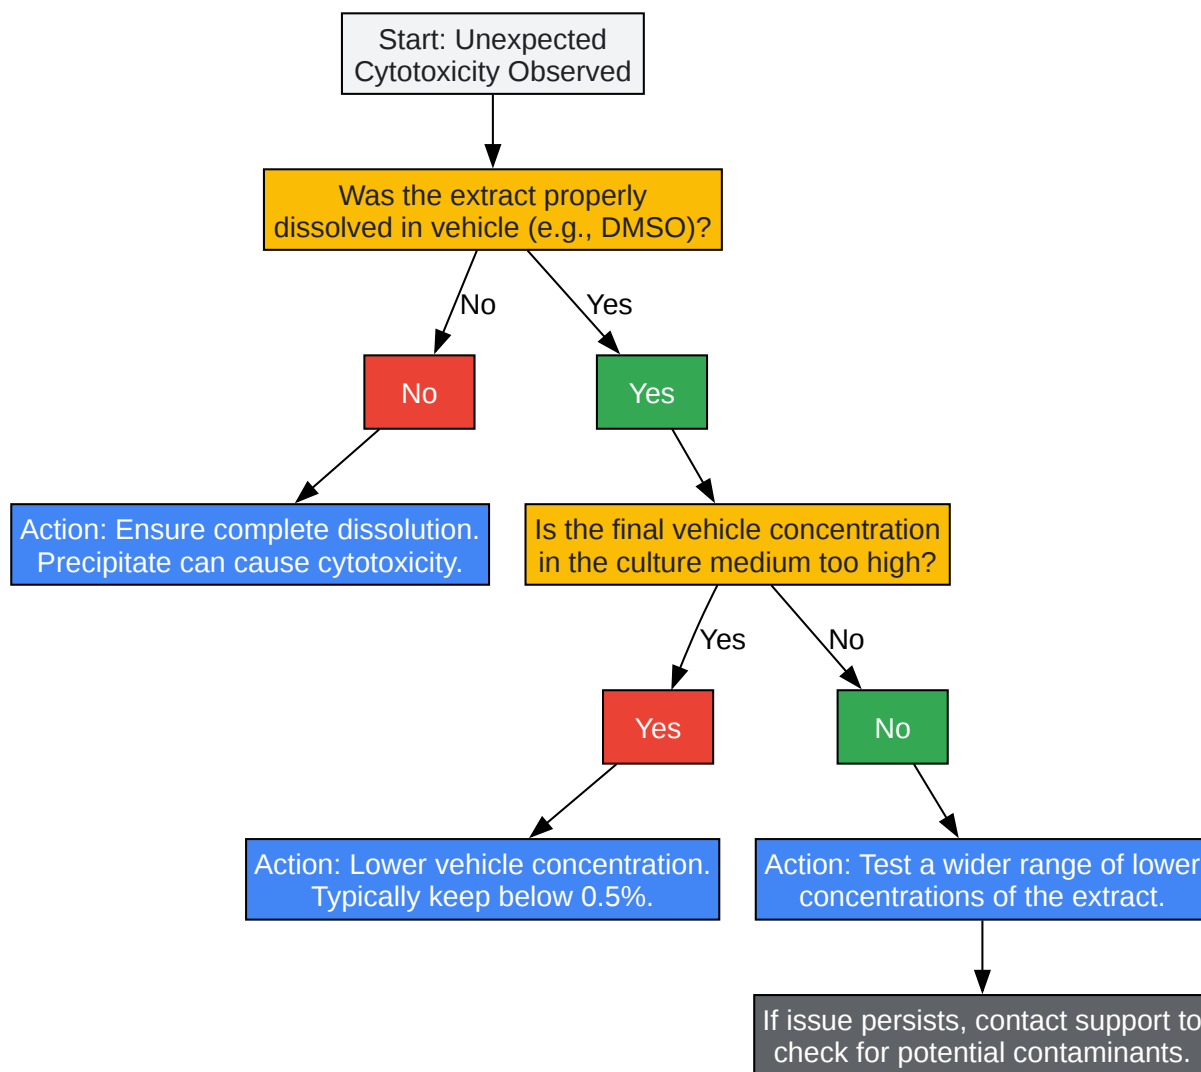 Start: Unexpected
Cytotoxicity Observed
Was the extract properly
dissolved in vehicle (e.g., DMSO)?
No
Yes
No
Yes
Action: Ensure complete dissolution.
Precipitate can cause cytotoxicity.
Is the final vehicle concentration
in the culture medium too high?
Yes
No
Yes
No
Action: Lower vehicle concentration.
Typically keep below 0.5%.
Action: Test a wider range of lower
concentrations of the extract.
If issue persists, contact support to
check for potential contaminants.